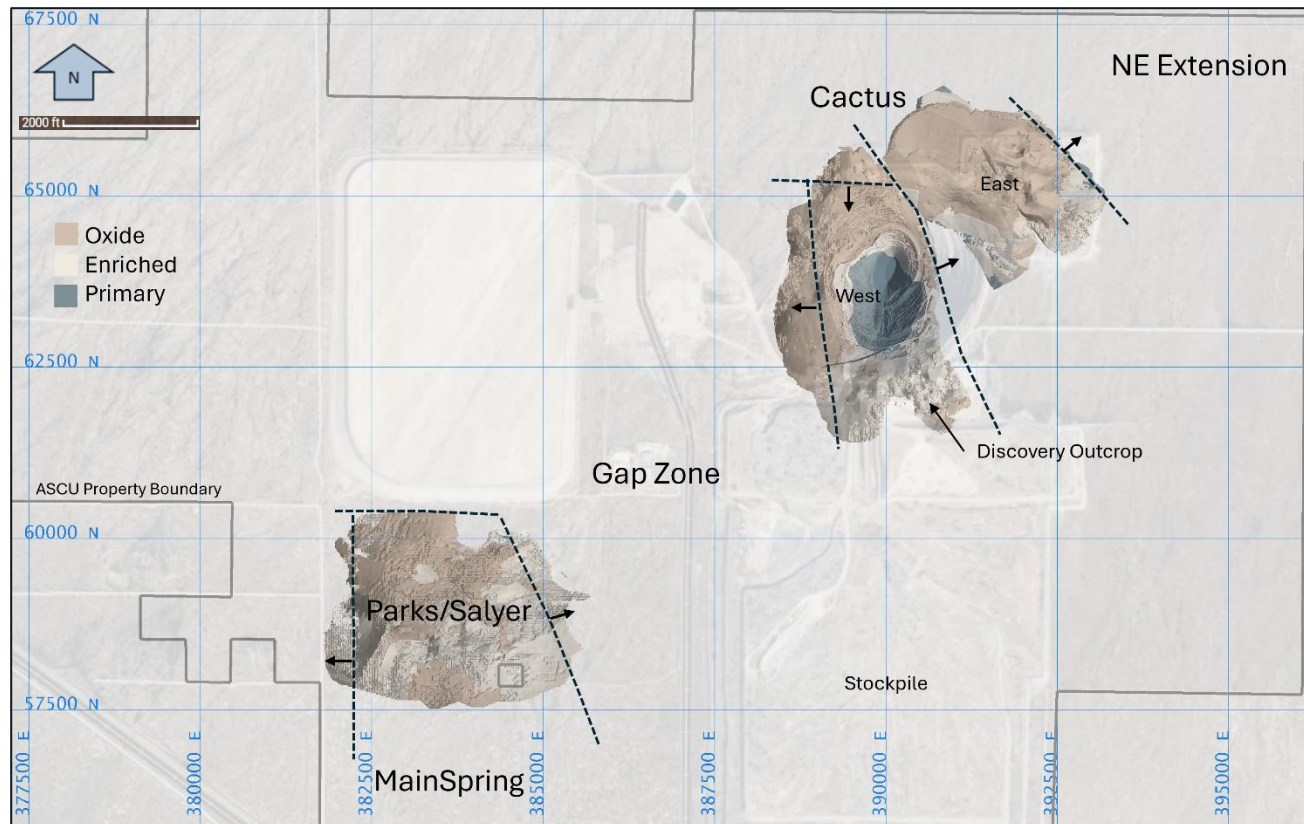 67500 N
NE Extension
N
Cactus
2000 ft
65000 N
East
Oxide
Enriched
Primary
West
62500 N
Discovery Outcrop
Gap Zone
ASCU Property Boundary
60000 N
Parks/Salyer
Stockpile
57500 N
MainSpring
377500 E
380000 E
382500 E
385000 E
387500 E
390000 E
392500 E
395000 E